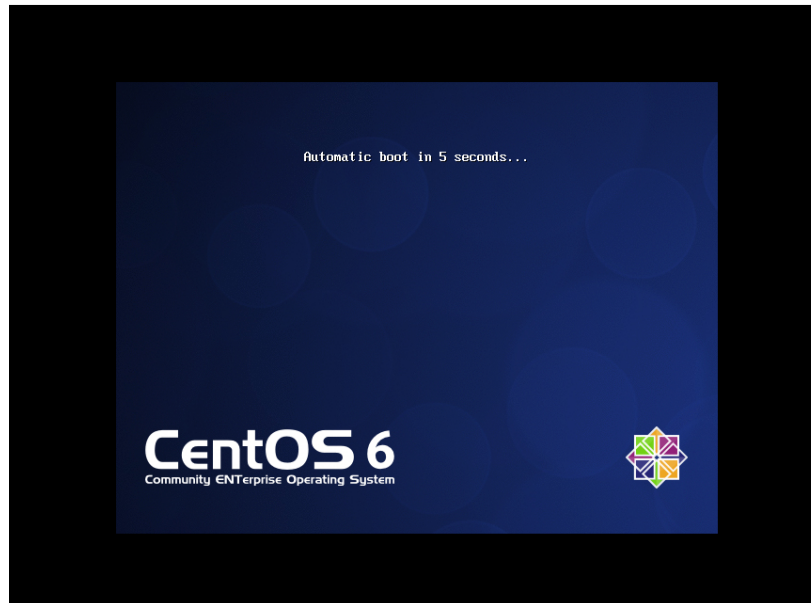 Automatic boot in 5 seconds...
CentOS 6
Community ENTerprise Operating System